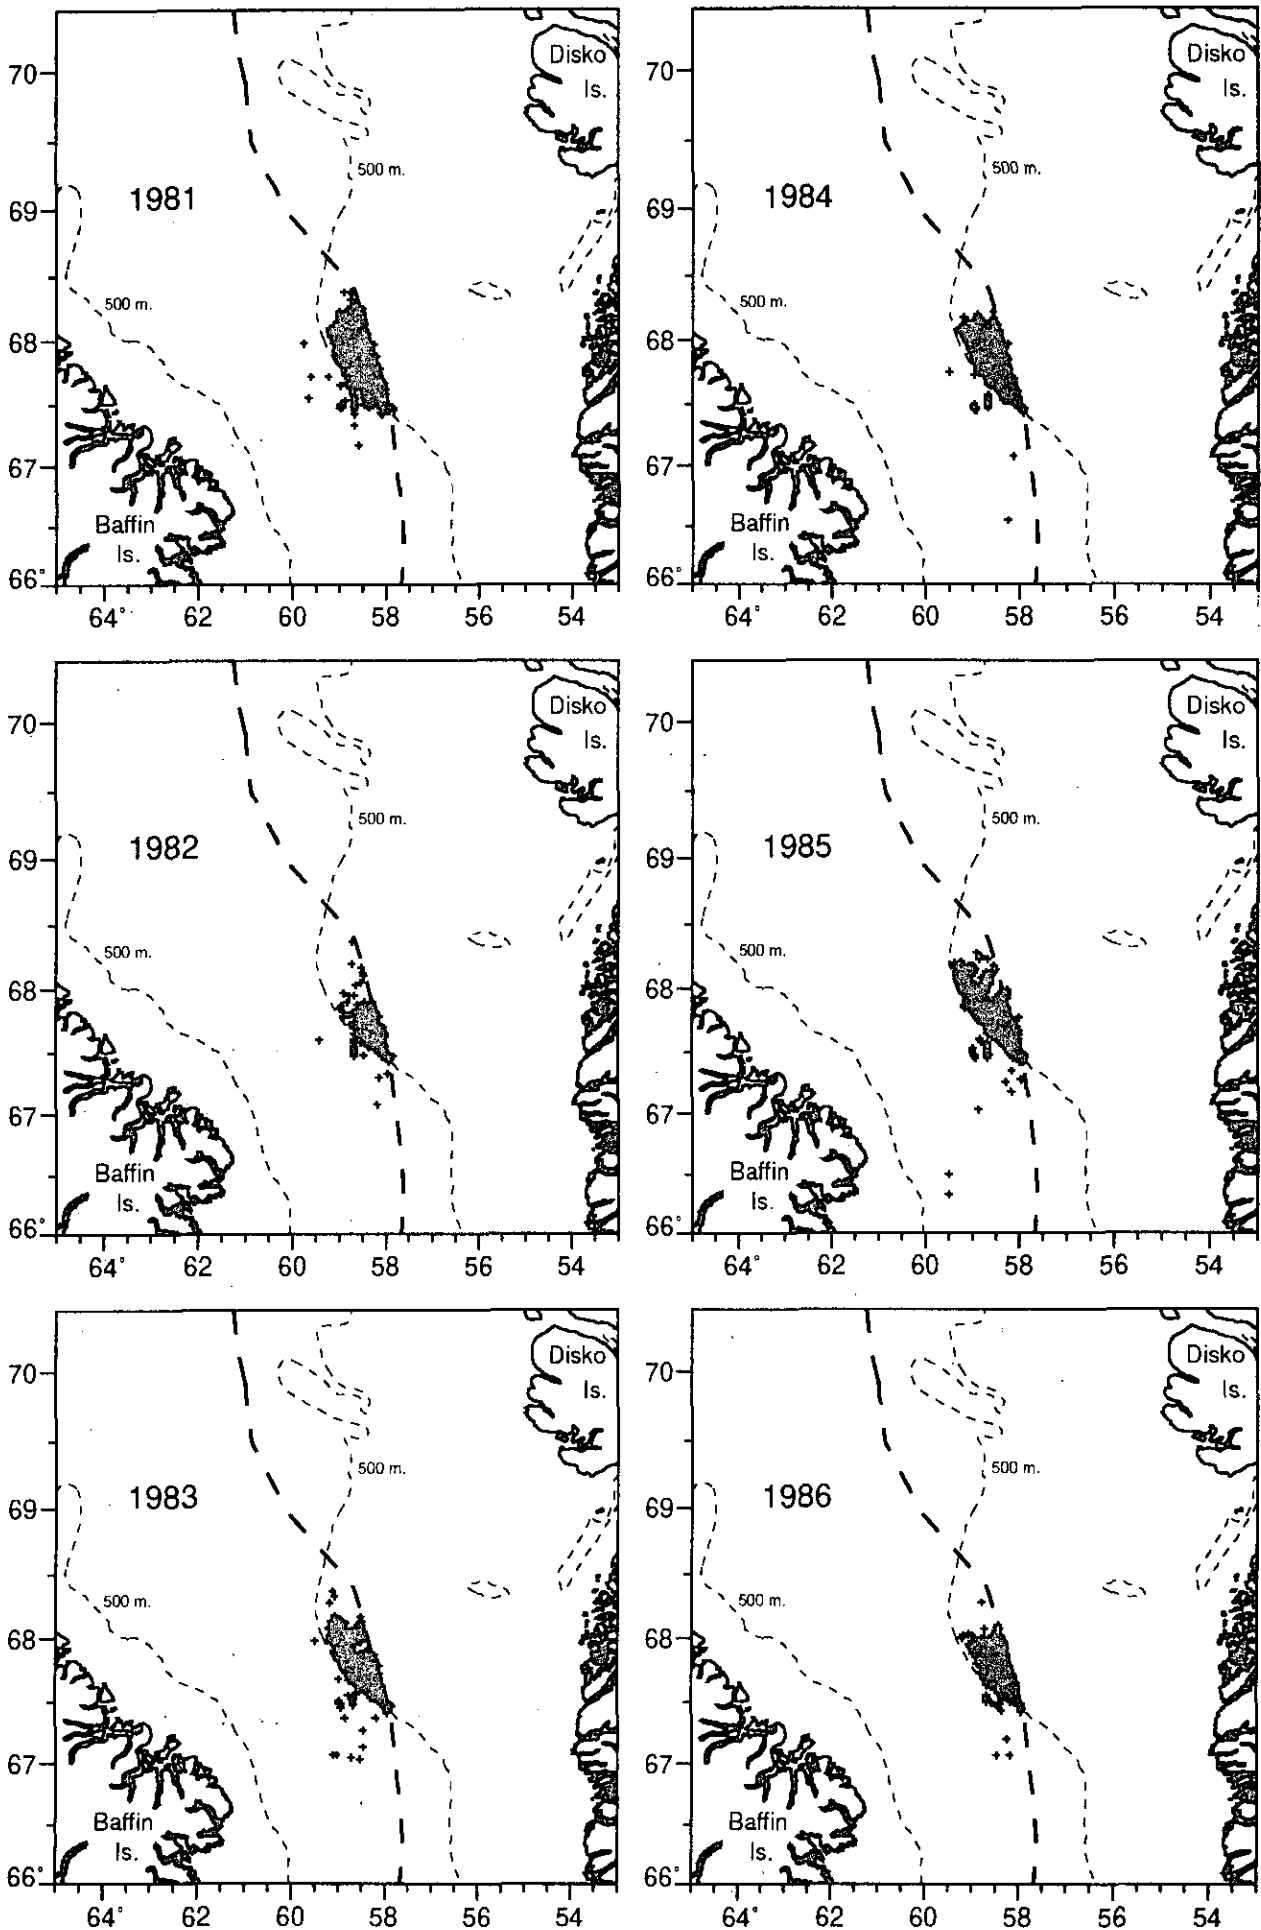 Disko
Is.
70
500 m.
1981
69
500 m.
68
67
Baffin
Is.
66°
64° 62 60 58 56 54
Disko
Is.
70
500 m.
1984
69
500 m.
68
67
Baffin
Is.
66°
64° 62 60 58 56 54
Disko
Is.
70
500 m.
1982
69
500 m.
68
67
Baffin
Is.
66°
64° 62 60 58 56 54
Disko
Is.
70
500 m.
1985
69
500 m.
68
67
Baffin
Is.
66°
64° 62 60 58 56 54
Disko
Is.
70
500 m.
1983
69
500 m.
68
67
Baffin
Is.
66°
64° 62 60 58 56 54
Disko
Is.
70
500 m.
1986
69
500 m.
68
67
Baffin
Is.
66°
64° 62 60 58 56 54